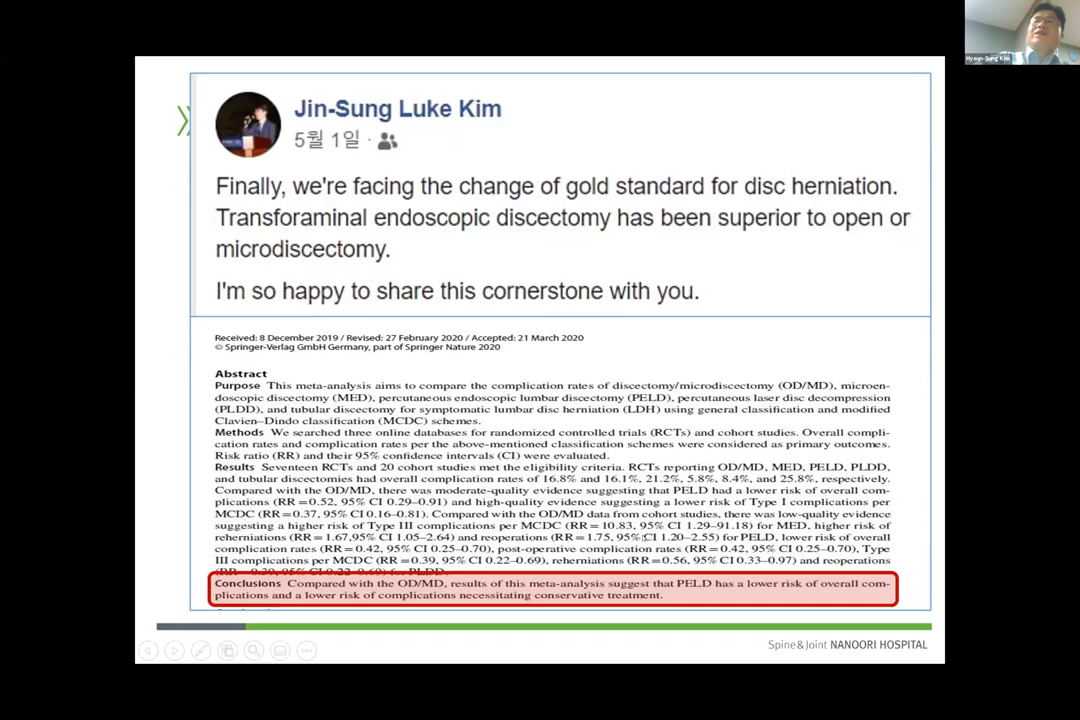 Hyeun-Sung Kim
Jin-Sung Luke Kim
5월 1일 ·
Finally, we're facing the change of gold standard for disc herniation.
Transforaminal endoscopic discectomy has been superior to open or
microdiscectomy.
I'm so happy to share this cornerstone with you.
Received: 8 December 2019 / Revised: 27 February 2020 / Accepted: 21 March 2020
© Springer-Verlag GmbH Germany, part of Springer Nature 2020
Abstract
Purpose This meta-analysis aims to compare the complication rates of discectomy/microdiscectomy (OD/MD), microen-
doscopic discectomy (MED), percutaneous endoscopic lumbar discectomy (PELD), percutaneous laser disc decompression
(PLDD), and tubular discectomy for symptomatic lumbar disc herniation (LDH) using general classification and modified
Clavien–Dindo classification (MCDC) schemes.
Methods We searched three online databases for randomized controlled trials (RCTs) and cohort studies. Overall compli-
cation rates and complication rates per the above-mentioned classification schemes were considered as primary outcomes.
Risk ratio (RR) and their 95% confidence intervals (CI) were evaluated.
Results Seventeen RCTs and 20 cohort studies met the eligibility criteria. RCTs reporting OD/MD, MED, PELD, PLDD,
and tubular discectomies had overall complication rates of 16.8% and 16.1%, 21.2%, 5.8%, 8.4%, and 25.8%, respectively.
Compared with the OD/MD, there was moderate-quality evidence suggesting that PELD had a lower risk of overall com-
plications (RR=0.52, 95% CI 0.29–0.91) and high-quality evidence suggesting a lower risk of Type I complications per
MCDC (RR=0.37, 95% CI 0.16–0.81). Compared with the OD/MD data from cohort studies, there was low-quality evidence
suggesting a higher risk of Type III complications per MCDC (RR=10.83, 95% CI 1.29–91.18) for MED, higher risk of
reherniations (RR=1.67,95% CI 1.05–2.64) and reoperations (RR=1.75, 95% CI 1.20–2.55) for PELD, lower risk of overall
complication rates (RR=0.42, 95% CI 0.25–0.70), post-operative complication rates (RR=0.42, 95% CI 0.25–0.70), Type
III complications per MCDC (RR=0.39, 95% CI 0.22–0.69), reherniations (RR=0.56, 95% CI 0.33–0.97) and reoperations
(RR=0.39, 95% CI 0.22–0.69) for PLDD.
Conclusions Compared with the OD/MD, results of this meta-analysis suggest that PELD has a lower risk of overall com-
plications and a lower risk of complications necessitating conservative treatment.
Spine&Joint NANOORI HOSPITAL